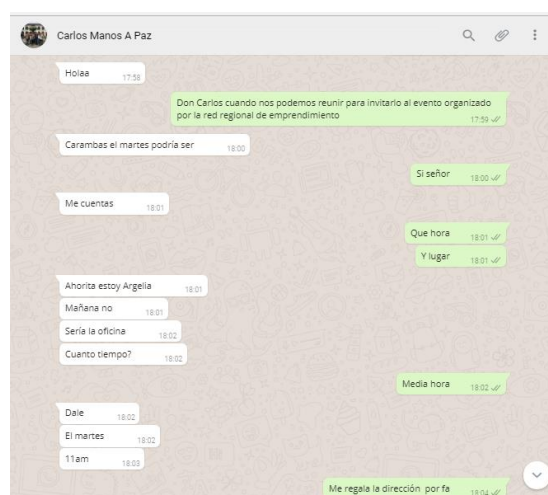 Carlos Manos A Paz
Holaa 17:58
Don Carlos cuando nos podemos reunir para invitarlo al evento organizado
por la red regional de emprendimiento 17:59
Carambas el martes podría ser 18:00
Si señor 18:00
Me cuentas 18:01
Que hora 18:01
Y lugar 18:01
Ahorita estoy Argelia 18:01
Mañana no 18:01
Sería la oficina 18:02
Cuanto tiempo? 18:02
Media hora 18:02
Dale 18:02
El martes 18:02
11am 18:03
Me regala la dirección por fa 18:04